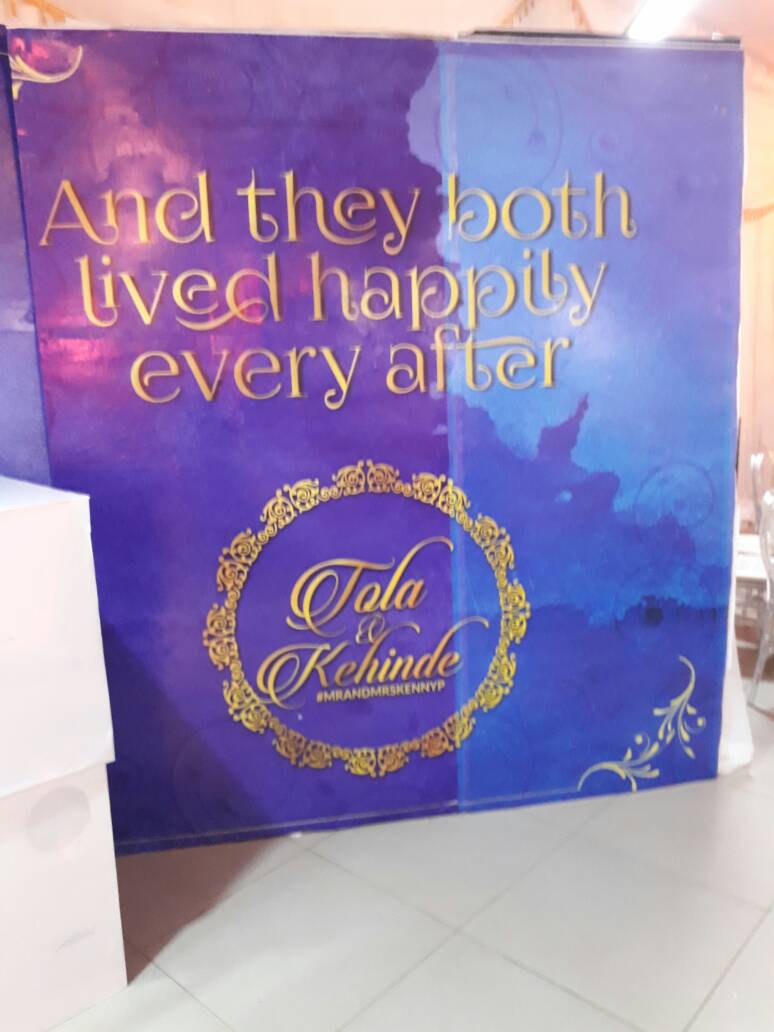 And they both
lived happily
every after
Tola
&
Kehinde
#MRANDMRSKENNYP